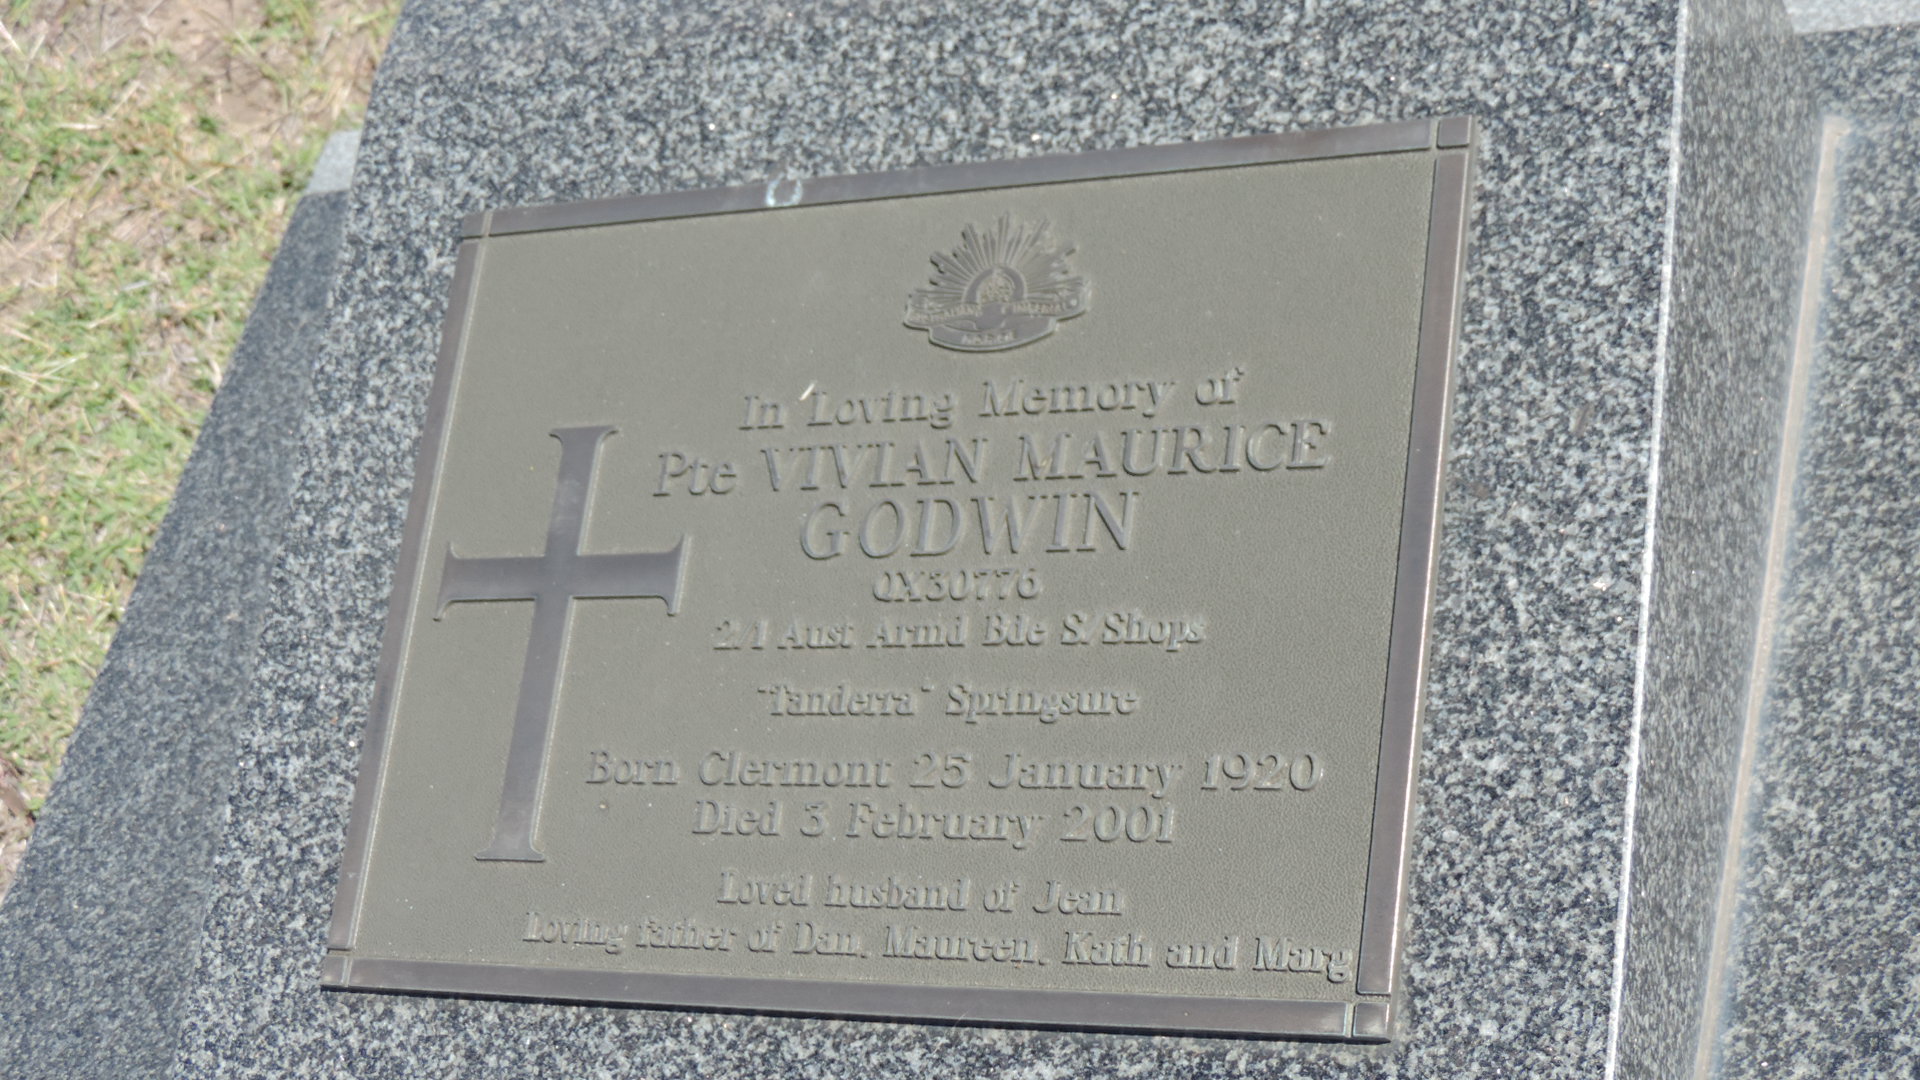 In Loving Memory of
Pte VIVIAN MAURICE
GODWIN
QX30776
2/1 Aust Armd Bde S/Shops
"Tanderra" Springsure
Born Clermont 25 January 1920
Died 3 February 2001
Loved husband of Jean
Loving father of Dan, Maureen, Kath and Marg